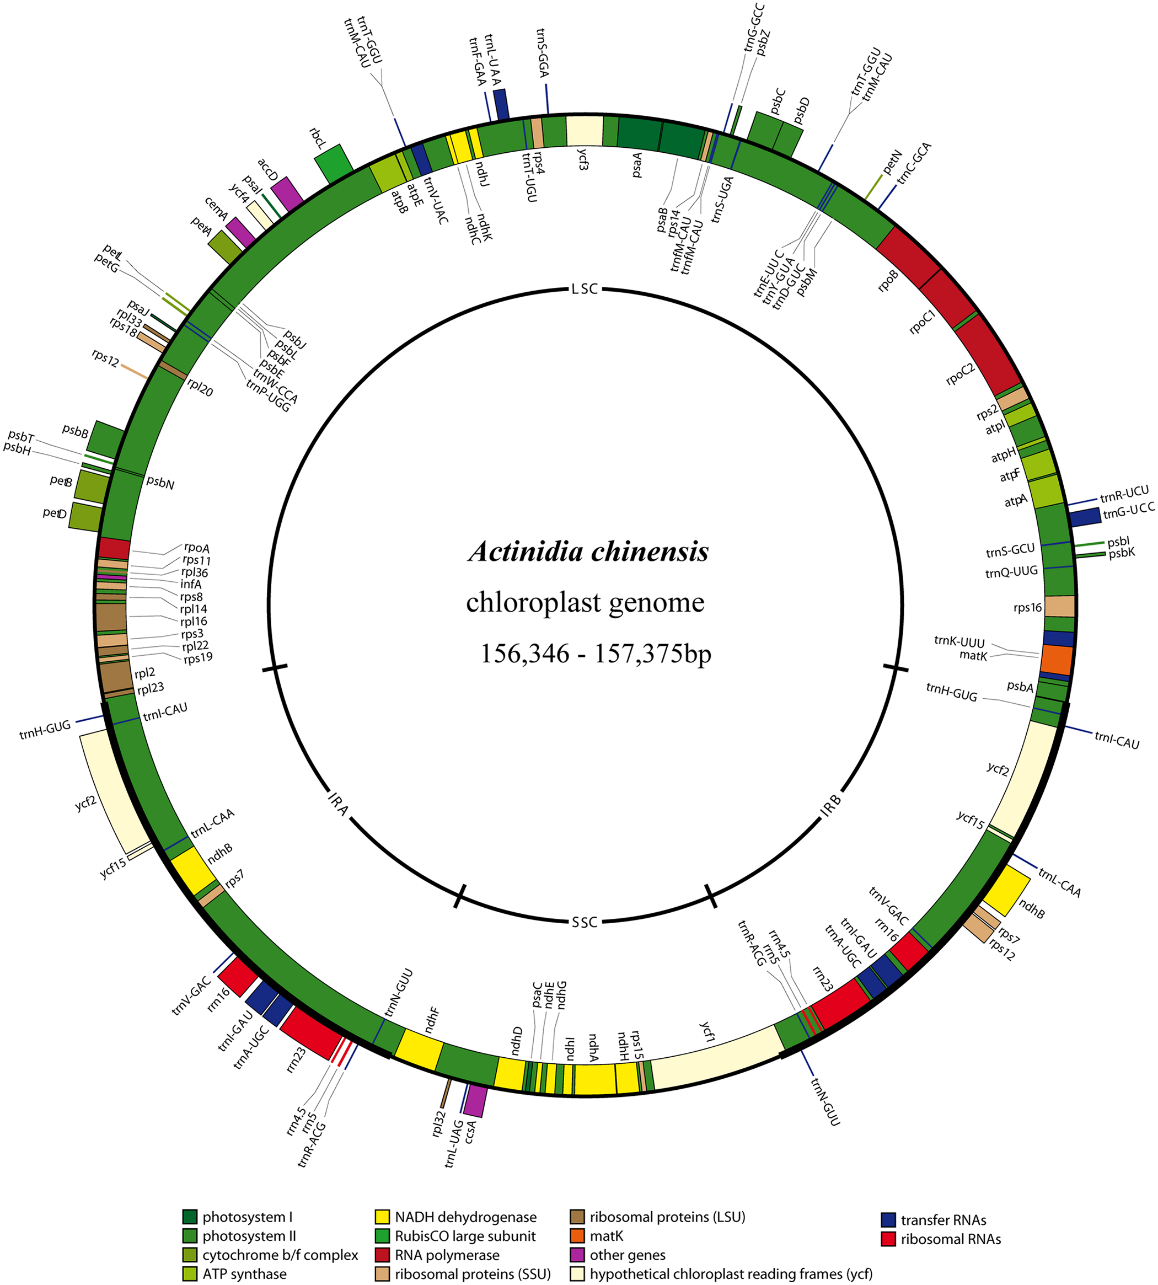 trnT-GGU
trnM-CAU
trnL-UAA
trnF-GAA
trnS-GGA
trnG-GCC
psbZ
psbC
psbD
trnT-GGU
trnM-CAU
petN
trnC-GCA
rbcL
accD
psaI
ycf4
cemA
petA
petL
petG
psaJ
rpl33
rps18
rps12
psbB
psbT
psbH
petB
petD
atpB
atpE
trnV-UAC
ndhC
ndhK
ndhJ
trnT-UGU
rps4
ycf3
psaA
psaB
rps14
trnfM-CAU
trnfM-CAU
trnS-UGA
trnE-UUC
trnY-GUA
trnD-GUC
psbM
rpoB
rpoC1
rpoC2
rps2
atpI
atpH
atpF
atpA
trnR-UCU
trnG-UCC
trnS-GCU
psbI
psbK
trnQ-UUG
rps16
trnK-UUU
matK
psbA
trnH-GUG
trnI-CAU
psbJ
psbL
psbF
psbE
trnW-CCA
trnP-UGG
rpl20
psbN
rpoA
rps11
rpl36
infA
rps8
rpl14
rpl16
rps3
rpl22
rps19
rpl2
rpl23
trnI-CAU
trnH-GUG
LSC
Actinidia chinensis
chloroplast genome
156,346 - 157,375bp
IRA
IRB
SSC
ycf2
ycf15
trnL-CAA
ndhB
rps7
trnV-GAC
rrn16
trnI-GAU
trnA-UGC
rrn23
rrn4.5
rrn5
trnR-ACG
trnN-GUU
ndhF
rpl32
trnL-UAG
ccsA
ndhD
psaC
ndhE
ndhG
ndhI
ndhA
ndhH
rps15
ycf1
trnN-GUU
trnR-ACG
rrn5
rrn4.5
rrn23
trnA-UGC
trnI-GAU
rrn16
trnV-GAC
rps12
rps7
ndhB
trnL-CAA
ycf15
ycf2
photosystem I
photosystem II
cytochrome b/f complex
ATP synthase
NADH dehydrogenase
RubisCO large subunit
RNA polymerase
ribosomal proteins (SSU)
ribosomal proteins (LSU)
matK
other genes
hypothetical chloroplast reading frames (ycf)
transfer RNAs
ribosomal RNAs